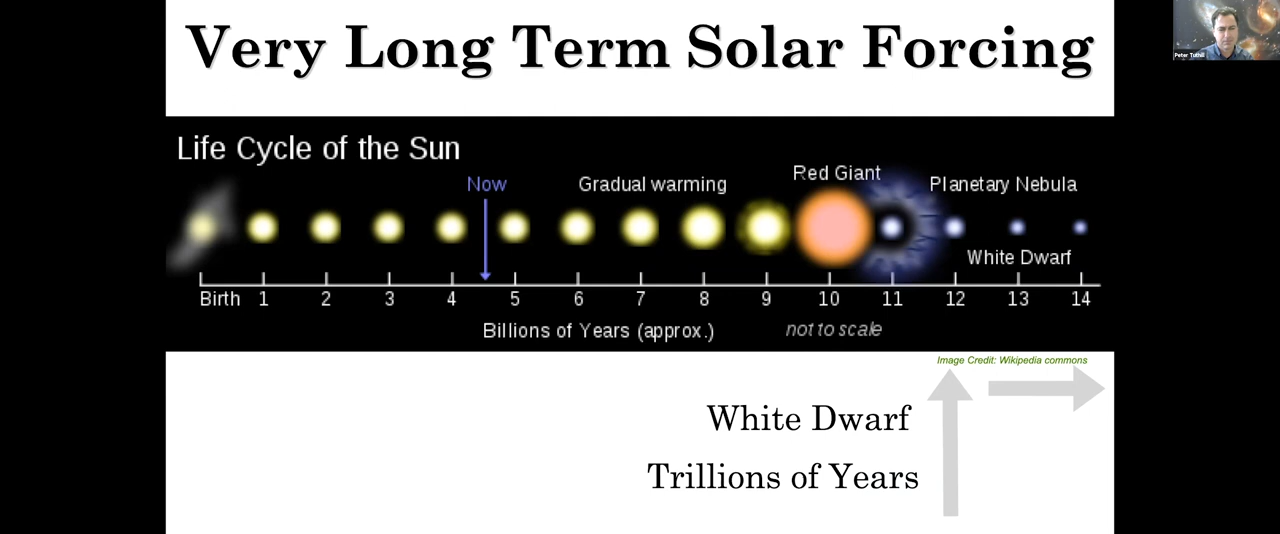 Very Long Term Solar Forcing
Peter Tuthill
Life Cycle of the Sun
Now
Gradual warming
Red Giant
Planetary Nebula
White Dwarf
Birth 1 2 3 4 5 6 7 8 9 10 11 12 13 14
Billions of Years (approx.)
not to scale
Image Credit: Wikipedia commons
White Dwarf
Trillions of Years